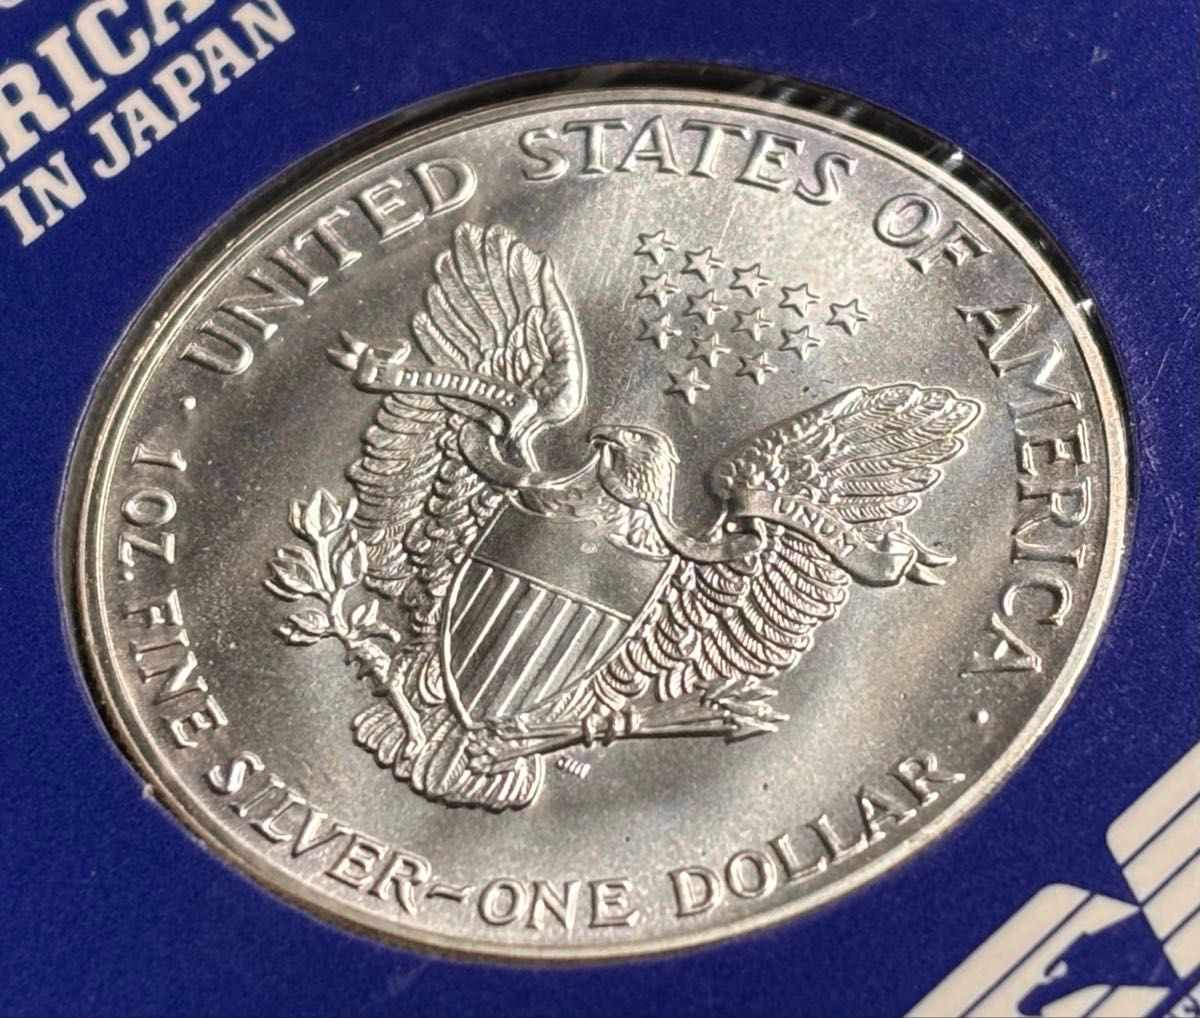 RICA
IN JAPAN
UNITED STATES OF AMERICA
E PLURIBUS
UNUM
1 OZ. FINE SILVER~ONE DOLLAR